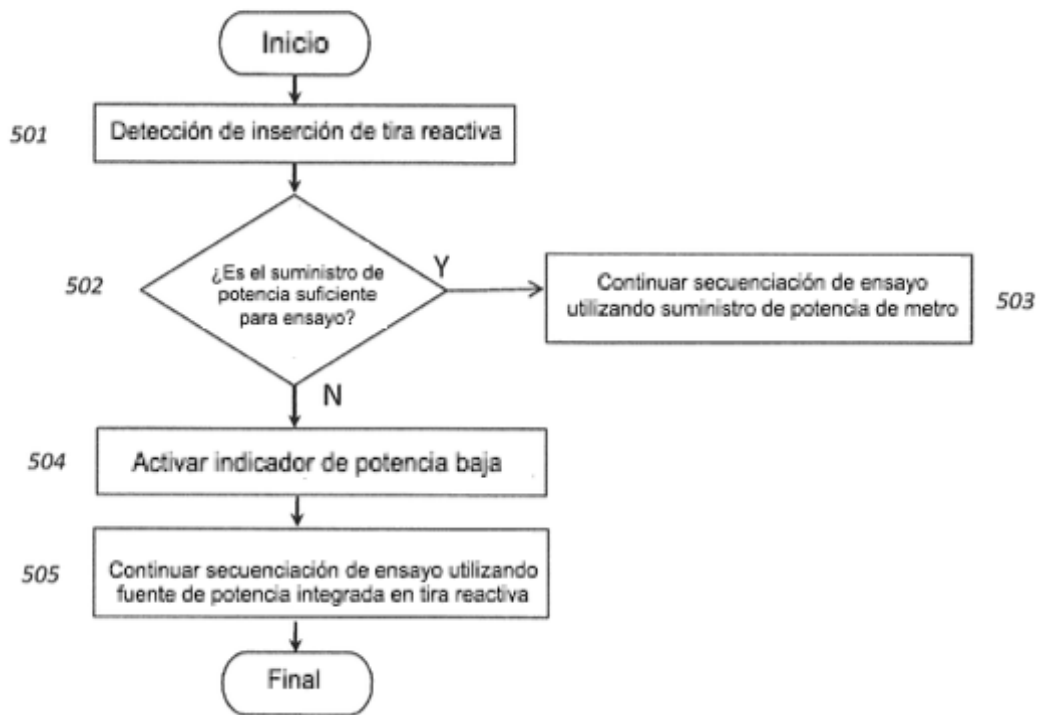 Inicio
501
Detección de inserción de tira reactiva
502
¿Es el suministro de
potencia suficiente
para ensayo?
Y
Continuar secuenciación de ensayo
utilizando suministro de potencia de metro
503
N
504
Activar indicador de potencia baja
505
Continuar secuenciación de ensayo utilizando
fuente de potencia integrada en tira reactiva
Final